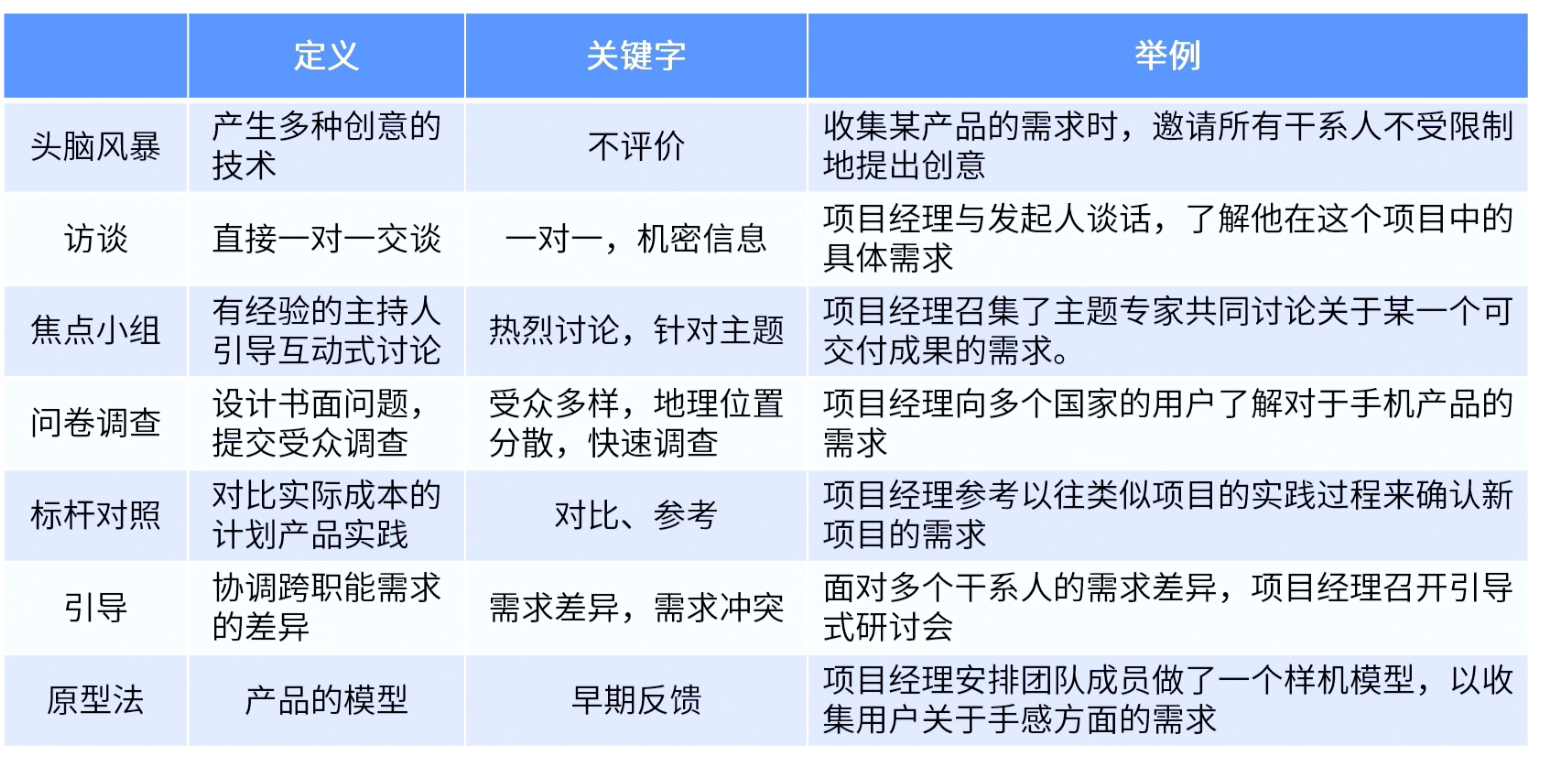 定义 关键字 举例
头脑风暴
产生多种创意的
技术
不评价
收集某产品的需求时，邀请所有干系人不受限制
地提出创意
访谈
直接一对一交谈
一对一，机密信息
项目经理与发起人谈话，了解他在这个项目中的
具体需求
焦点小组
有经验的主持人
引导互动式讨论
热烈讨论，针对主题
项目经理召集了主题专家共同讨论关于某一个可
交付成果的需求。
问卷调查
设计书面问题，
提交受众调查
受众多样，地理位置
分散，快速调查
项目经理向多个国家的用户了解对于手机产品的
需求
标杆对照
对比实际成本的
计划产品实践
对比、参考
项目经理参考以往类似项目的实践过程来确认新
项目的需求
引导
协调跨职能需求
的差异
需求差异，需求冲突
面对多个干系人的需求差异，项目经理召开引导
式研讨会
原型法
产品的模型
早期反馈
项目经理安排团队成员做了一个样机模型，以收
集用户关于手感方面的需求